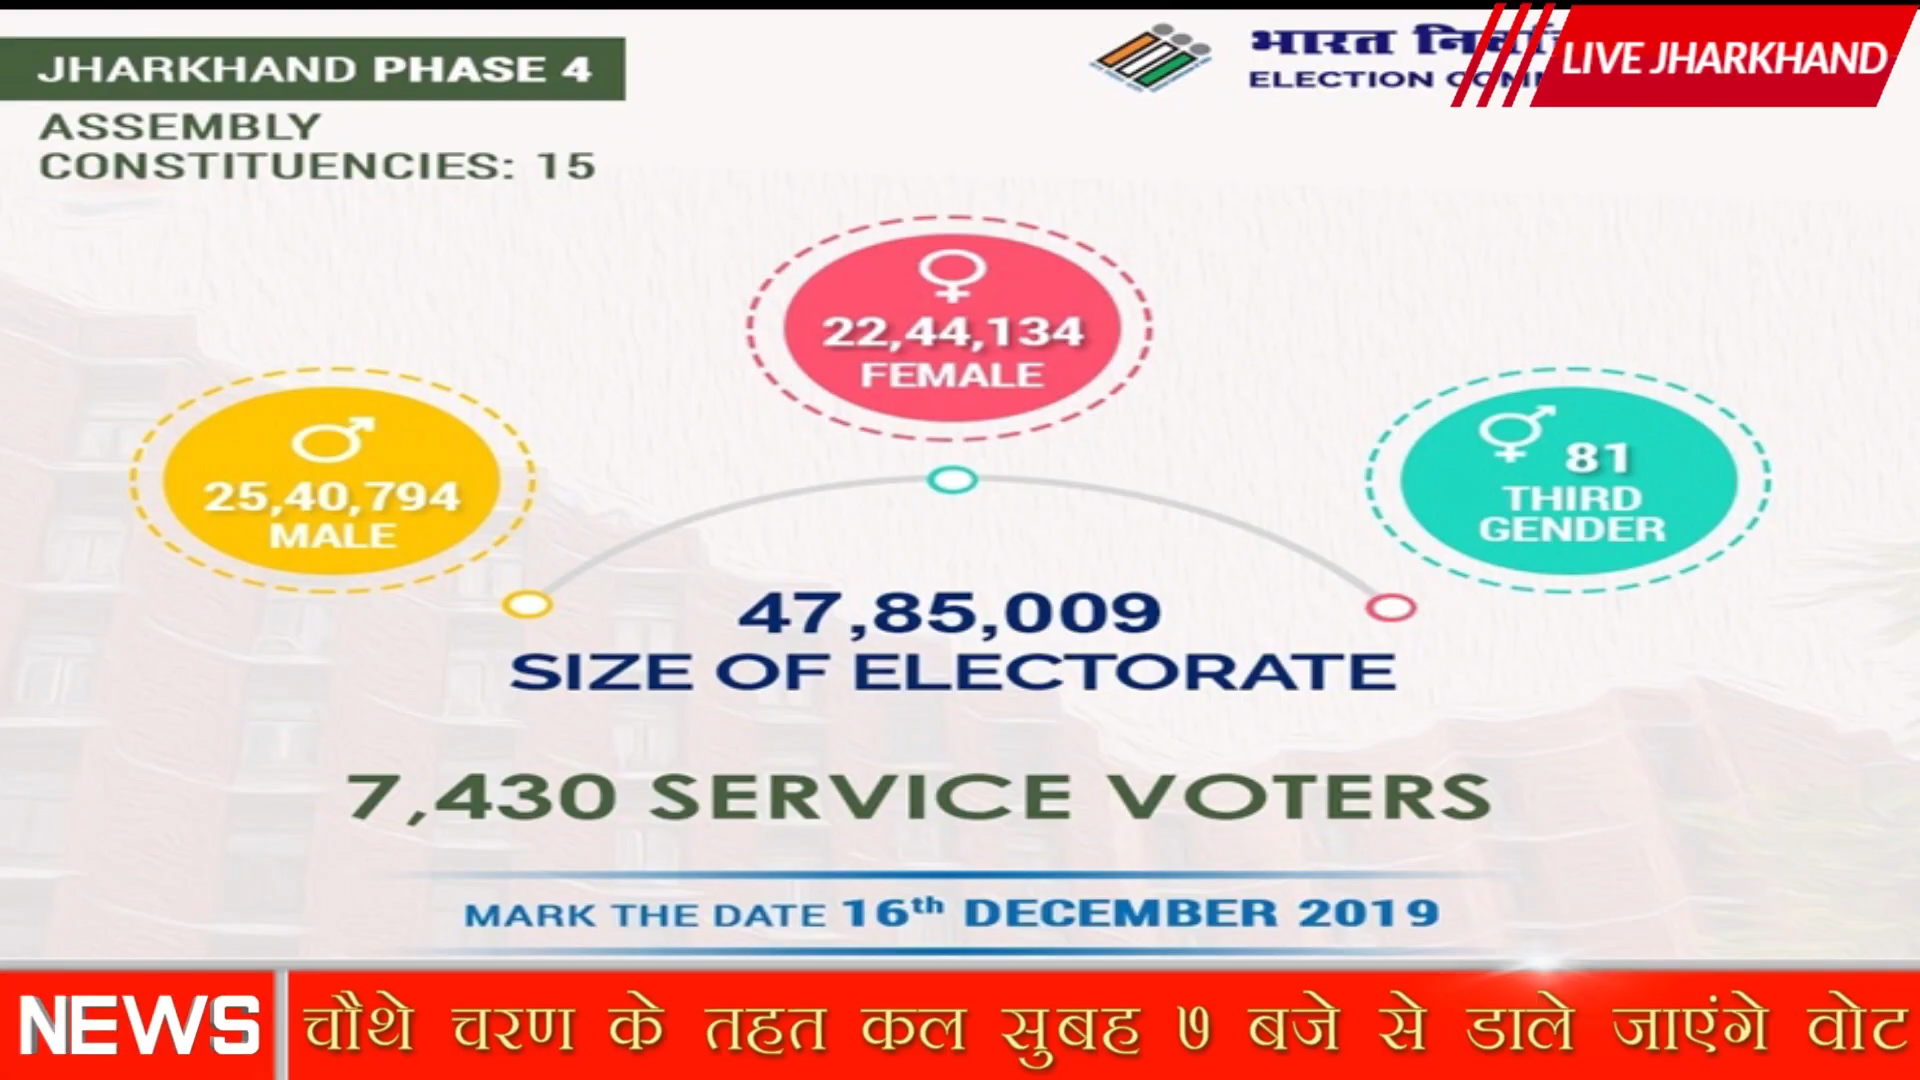 JHARKHAND PHASE 4
ASSEMBLY
CONSTITUENCIES: 15
भारत
ELECTION
LIVE JHARKHAND
22,44,134
FEMALE
25,40,794
MALE
81
THIRD
GENDER
47,85,009
SIZE OF ELECTORATE
7,430 SERVICE VOTERS
MARK THE DATE 16th DECEMBER 2019
NEWS
चौथे चरण के तहत कल सुबह ७ बजे से डाले जाएंगे वोट